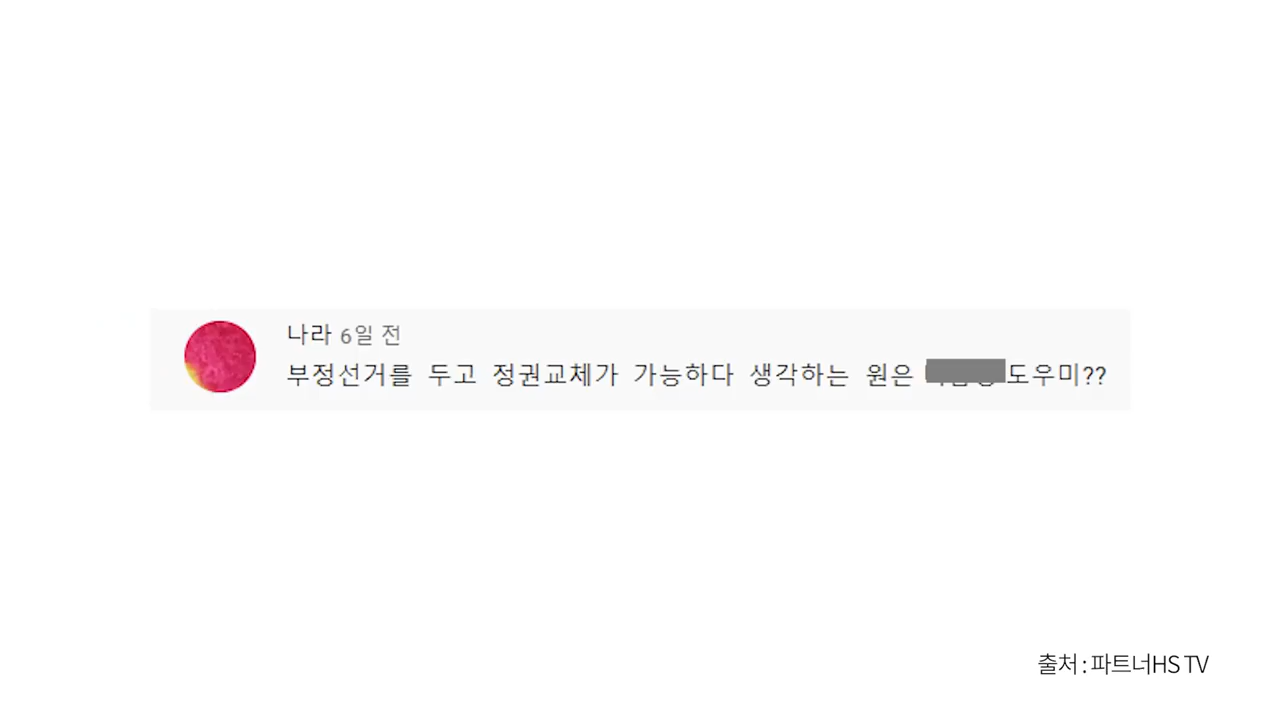 나라 6일 전
부정선거를 두고 정권교체가 가능하다 생각하는 원은 도우미??
출처 : 파트너HS TV